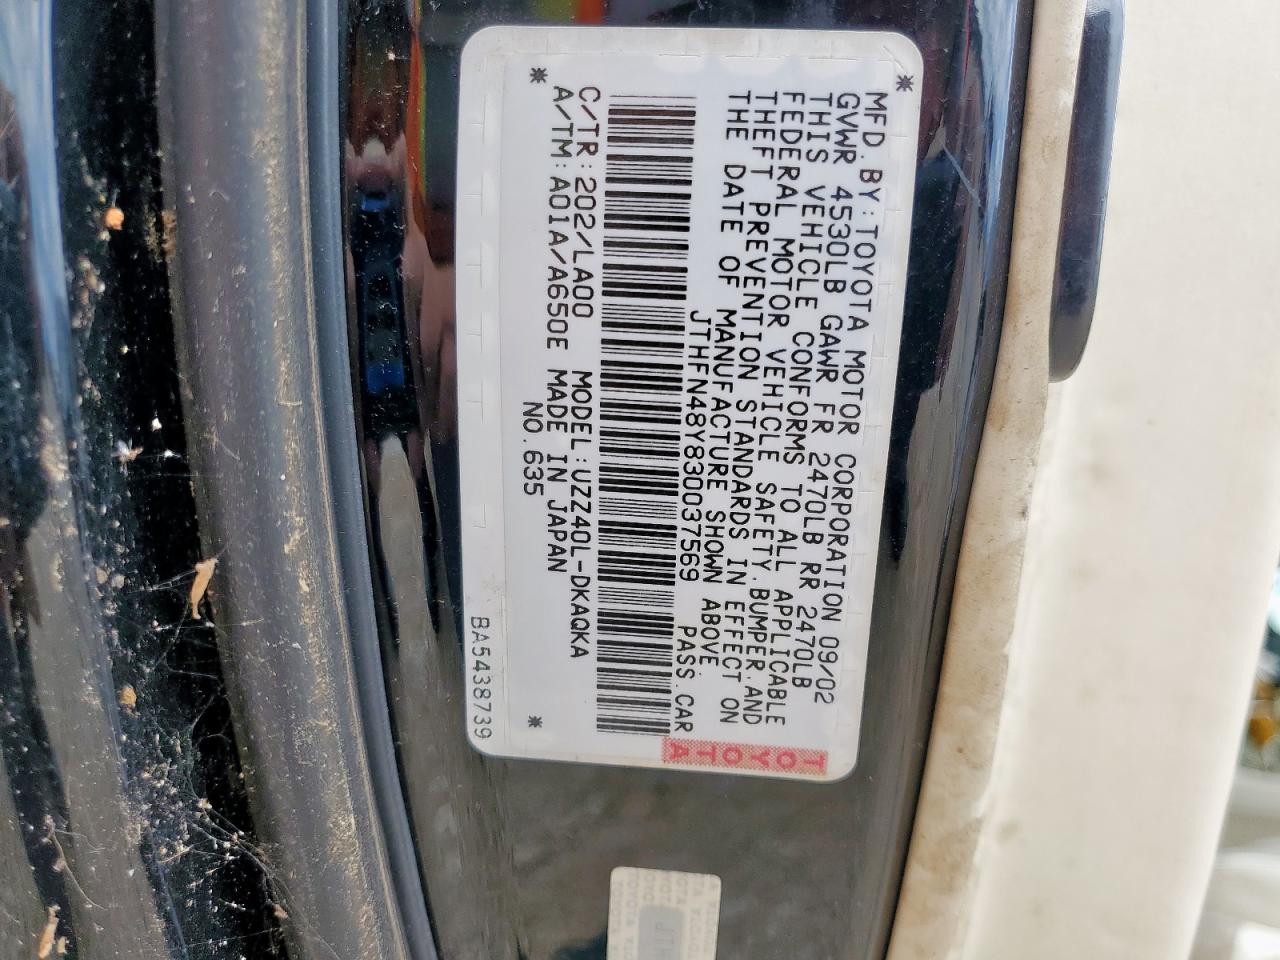 * *
MFD. BY: TOYOTA MOTOR CORPORATION 09/02
GVWR 4530LB GAWR FR 2470LB RR 2470LB
THIS VEHICLE CONFORMS TO ALL APPLICABLE
FEDERAL MOTOR VEHICLE SAFETY. BUMPER. AND
THEFT PREVENTION STANDARDS IN EFFECT ON
THE DATE OF MANUFACTURE SHOWN ABOVE.
JTHFN48Y830037569 PASS. CAR
TOYOTA
C/TR: 202/LA00 MODEL: UZZ40L-DKAQKA
A/TM: A01A/A650E MADE IN JAPAN
* NO. 635 *
BA5438739